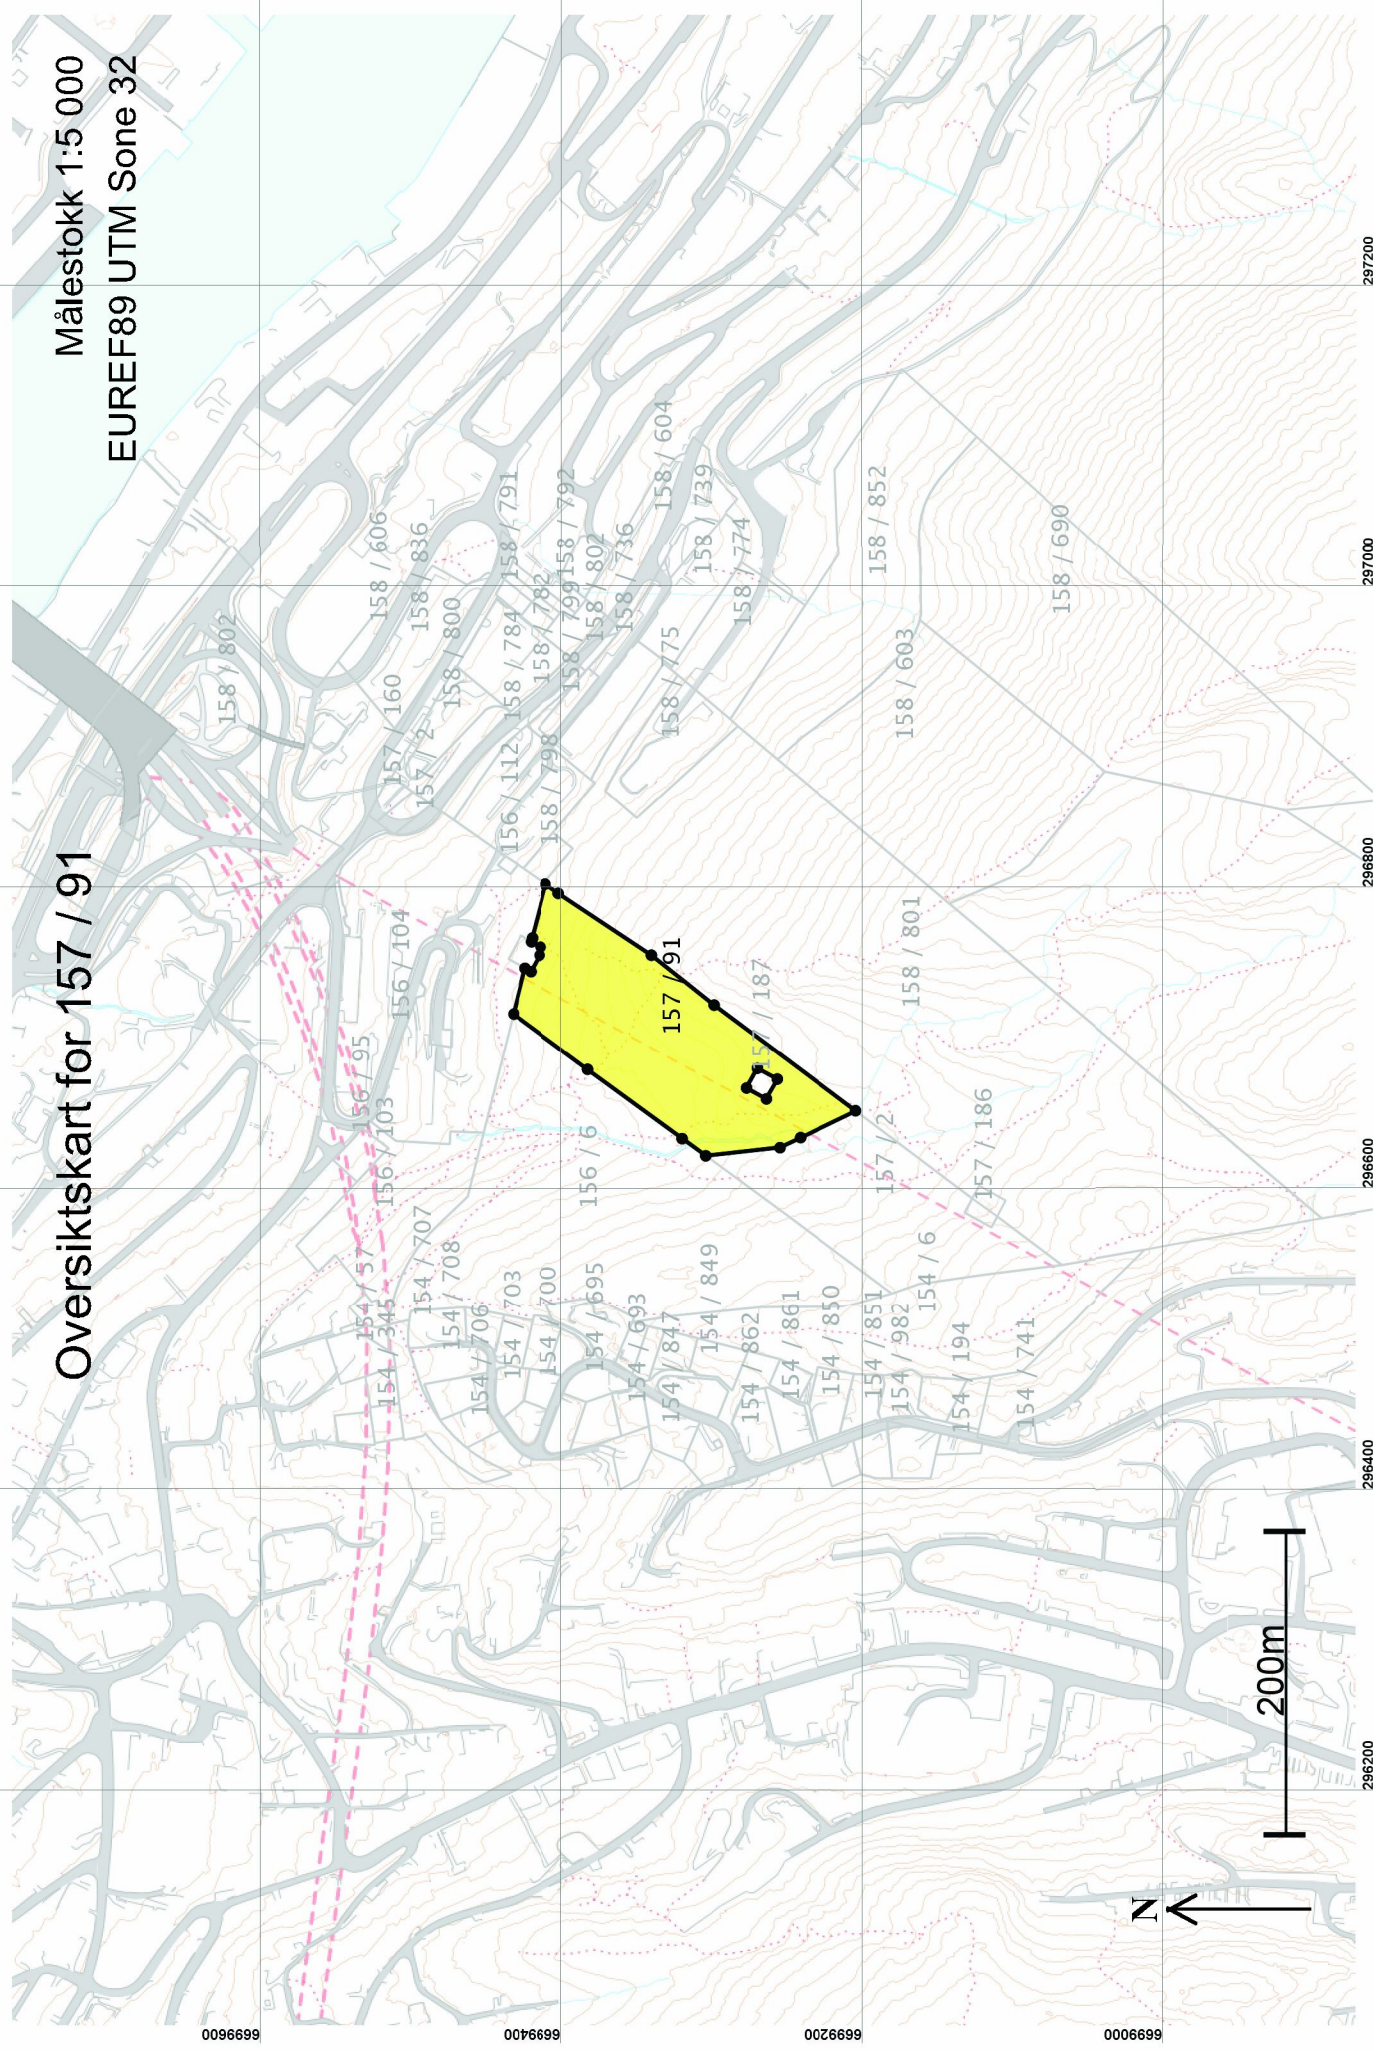 Oversiktskart for 157 / 91
Målestokk 1:5 000
EUREF89 UTM Sone 32
158 / 802
158 / 606
158 / 836
157 / 160
157 / 2
158 / 800
158 / 791
158 / 792
158 / 784
158 / 782
158 / 799
158 / 736
158 / 604
158 / 739
158 / 774
158 / 775
156 / 112
158 / 798
158 / 852
158 / 603
158 / 690
156 / 104
156 / 95
156 / 103
156 / 6
157 / 91
157 / 187
158 / 801
157 / 2
157 / 186
154 / 57
154 / 345
154 / 707
154 / 708
154 / 706
154 / 703
154 / 700
154 / 695
154 / 693
154 / 847
154 / 849
154 / 862
154 / 861
154 / 850
154 / 851
154 / 982
154 / 6
154 / 194
154 / 741
6699600
6699400
6699200
6699000
296200
296400
296600
296800
297000
297200
N
200m